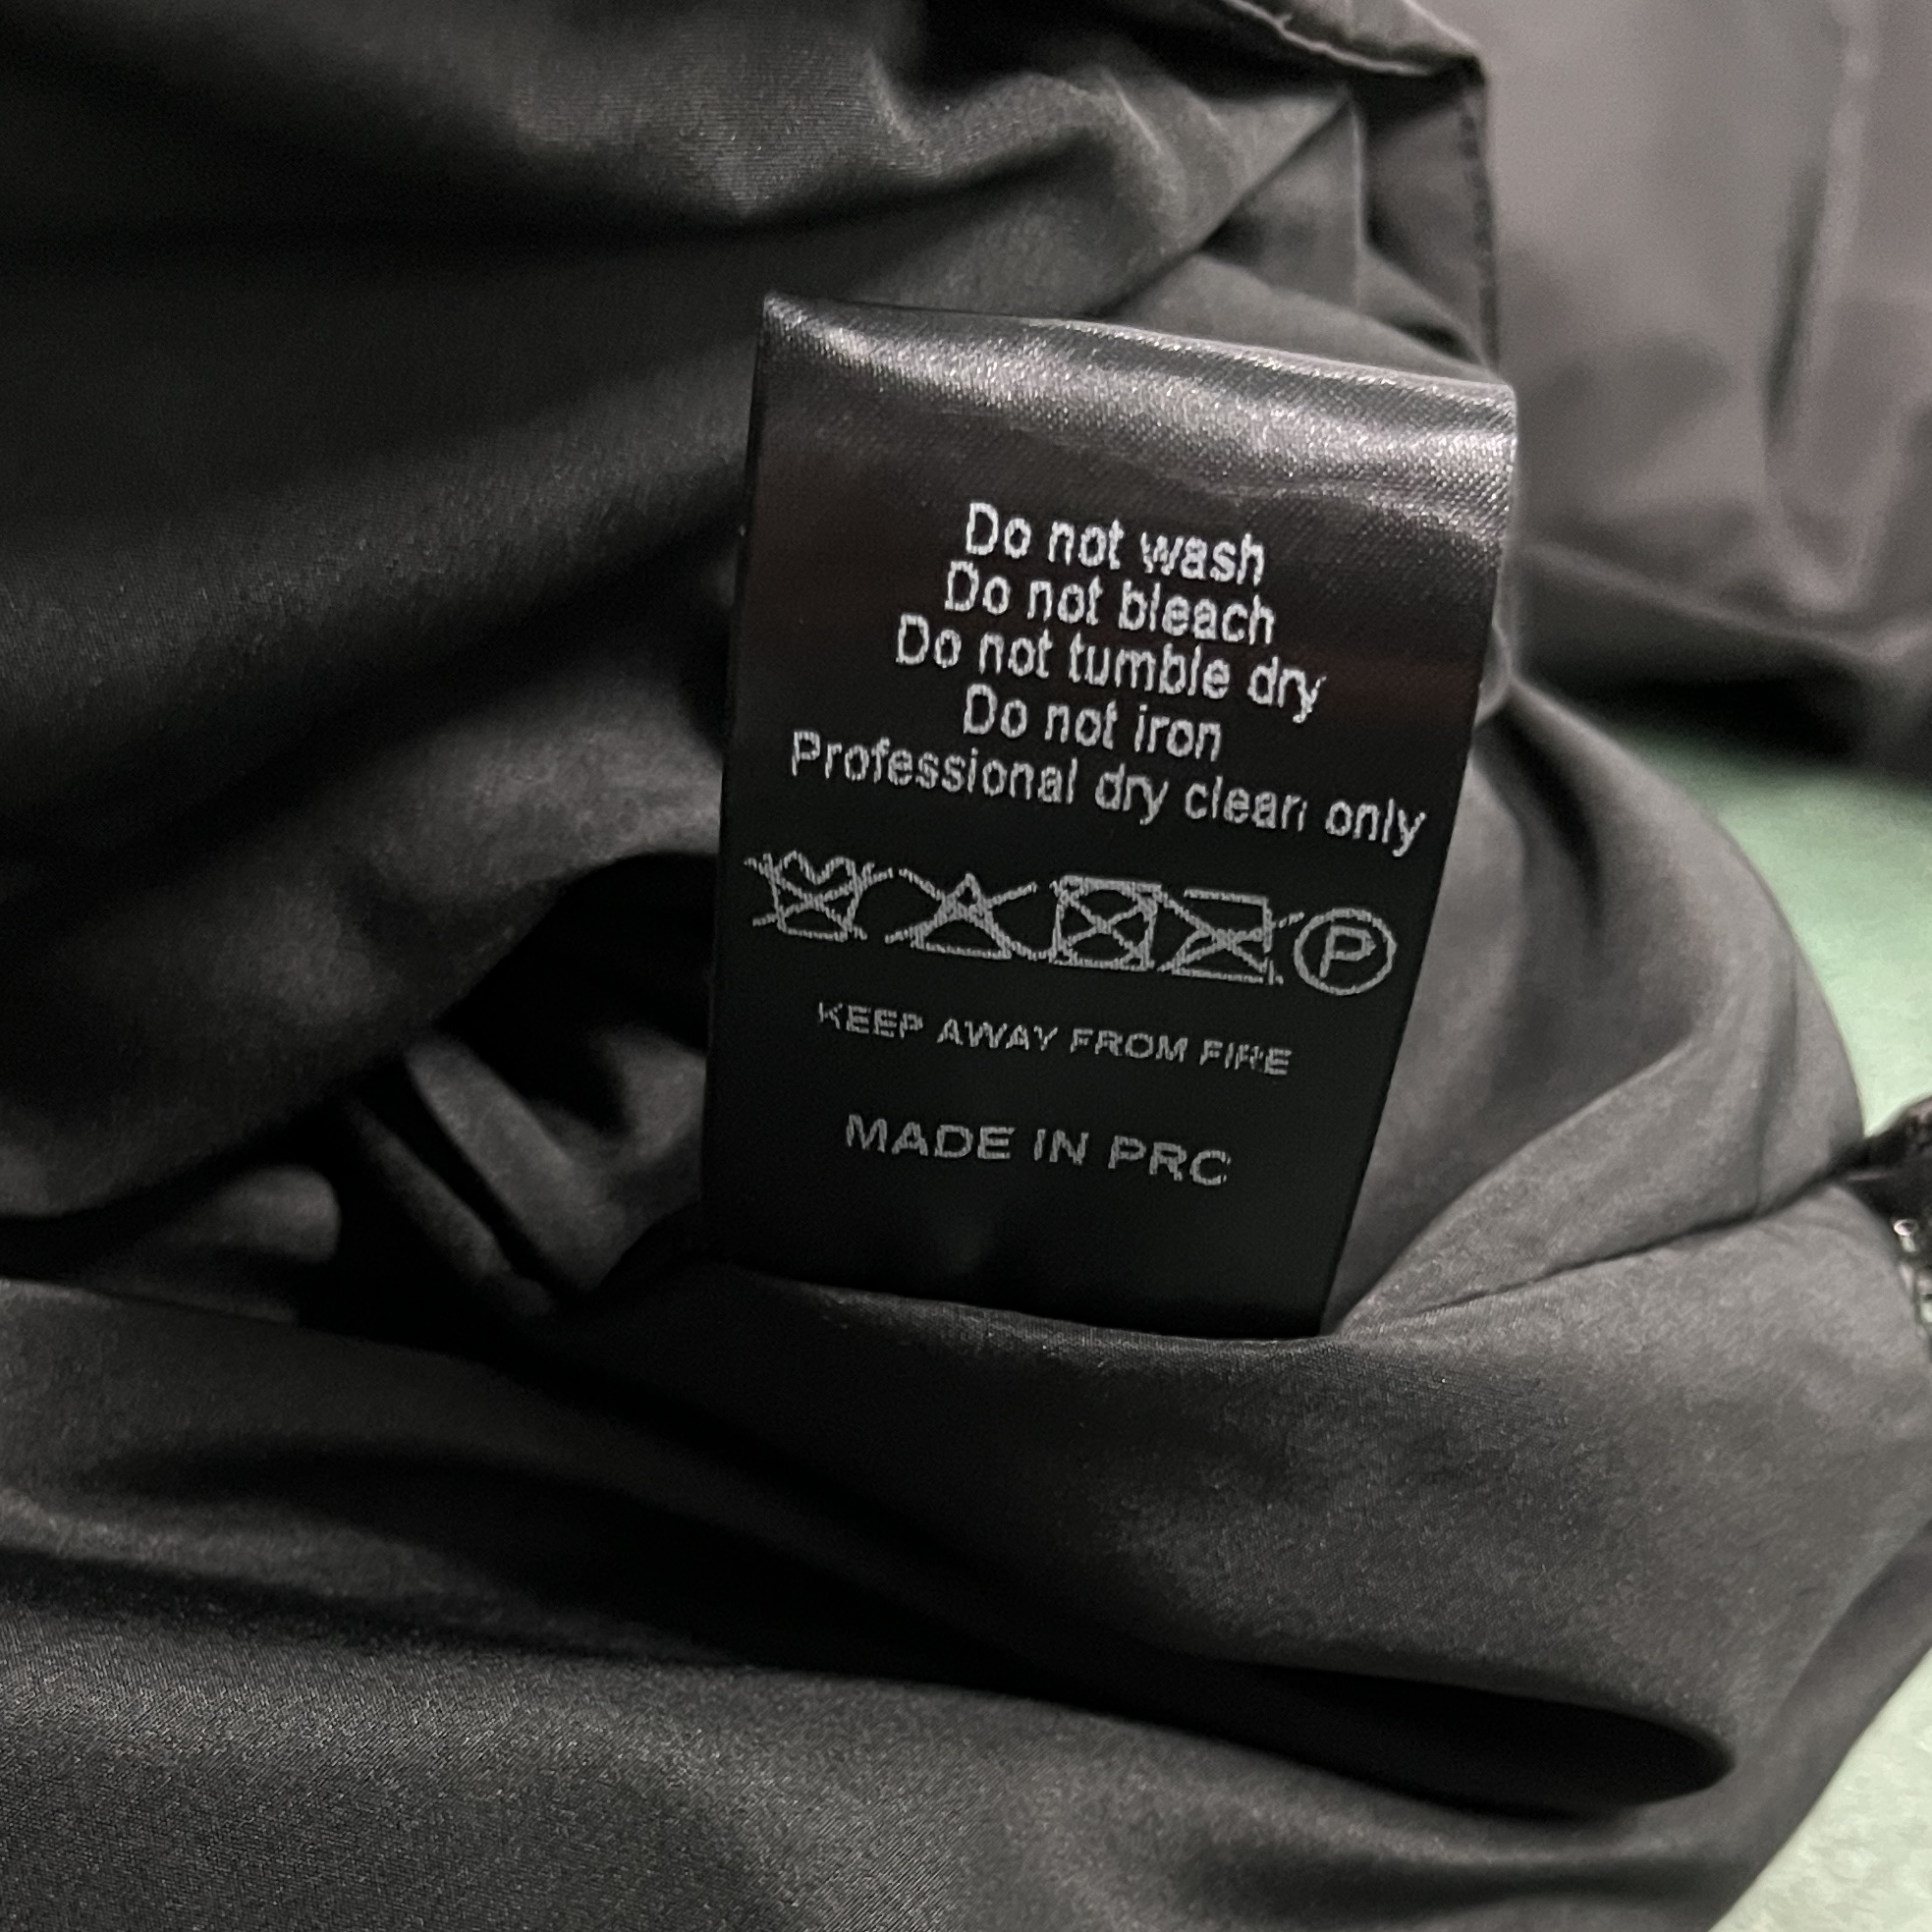 Do not wash
Do not bleach
Do not tumble dry
Do not iron
Professional dry clean only
P
KEEP AWAY FROM FIRE
MADE IN PRC